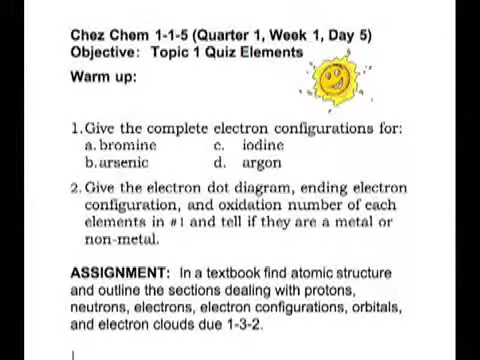 Chez Chem 1-1-5 (Quarter 1, Week 1, Day 5)
Objective: Topic 1 Quiz Elements
Warm up:
1. Give the complete electron configurations for:
a. bromine c. iodine
b. arsenic d. argon
2. Give the electron dot diagram, ending electron
configuration, and oxidation number of each
elements in #1 and tell if they are a metal or
non-metal.
ASSIGNMENT: In a textbook find atomic structure
and outline the sections dealing with protons,
neutrons, electrons, electron configurations, orbitals,
and electron clouds due 1-3-2.